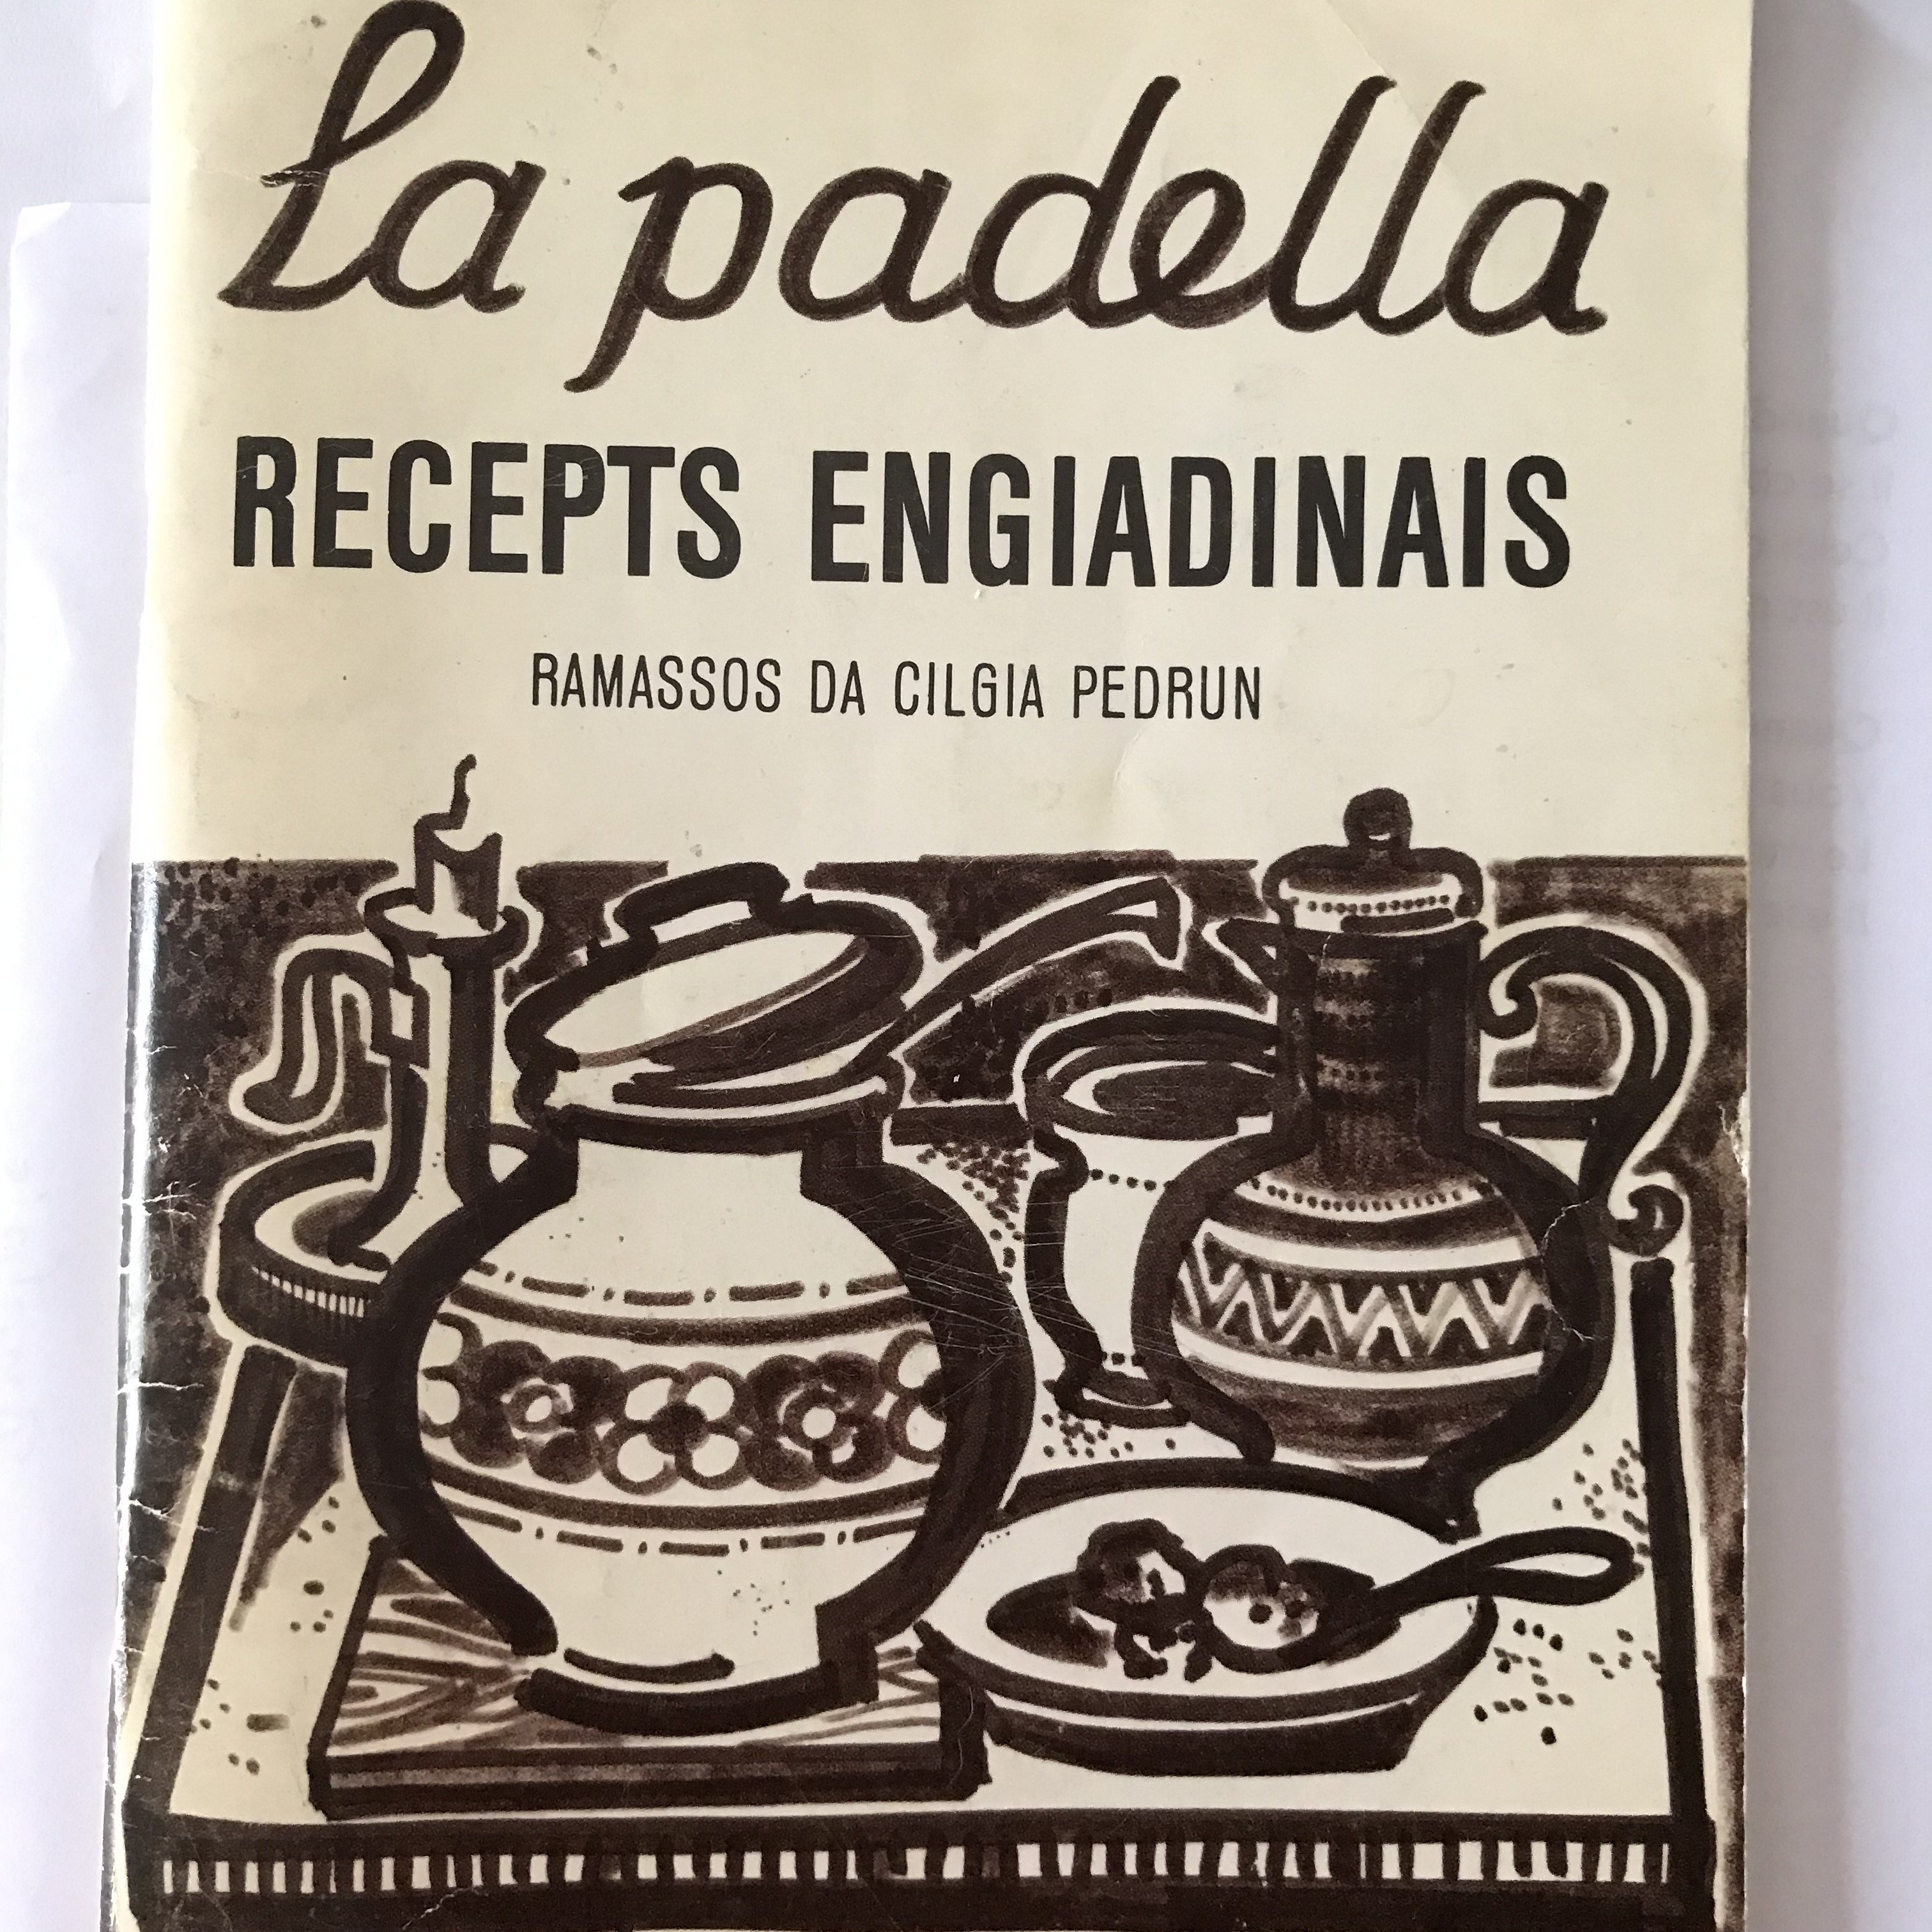 La padella
RECEPTS ENGIADINAIS
RAMASSOS DA CILGIA PEDRUN